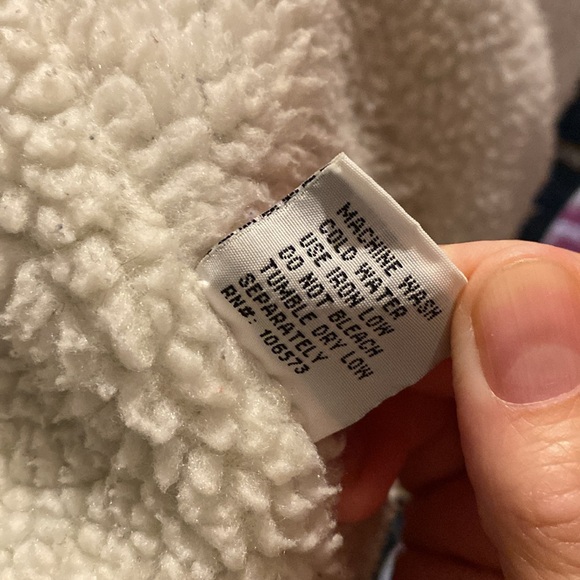 MACHINE WASH
COLD WATER
USE IRON LOW
DO NOT BLEACH
TUMBLE DRY LOW
SEPARATELY
RN#: 106573